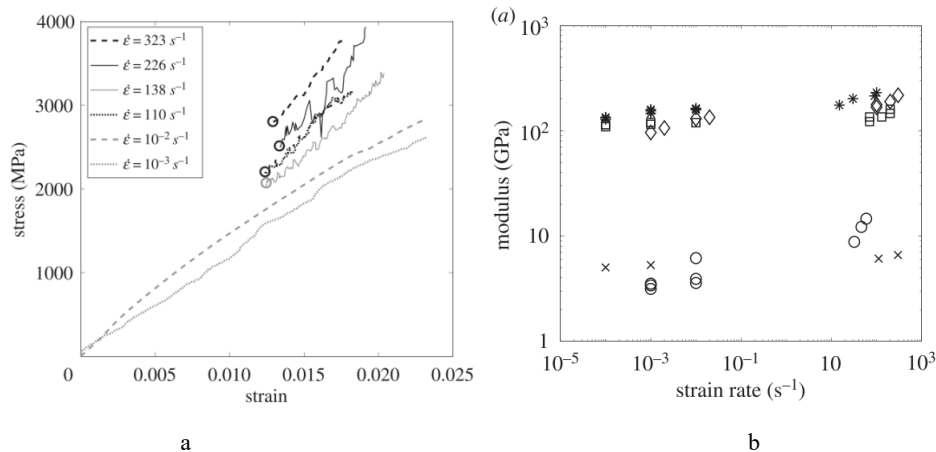 4000
3000
2000
1000
0
0.005
0.010
0.015
0.020
0.025
stress (MPa)
strain
ε̇ = 323 s⁻¹
ε̇ = 226 s⁻¹
ε̇ = 138 s⁻¹
ε̇ = 110 s⁻¹
ε̇ = 10⁻² s⁻¹
ε̇ = 10⁻³ s⁻¹
a
(a)
10³
10²
10
1
10⁻⁵
10⁻³
10⁻¹
10
10³
modulus (GPa)
strain rate (s⁻¹)
b